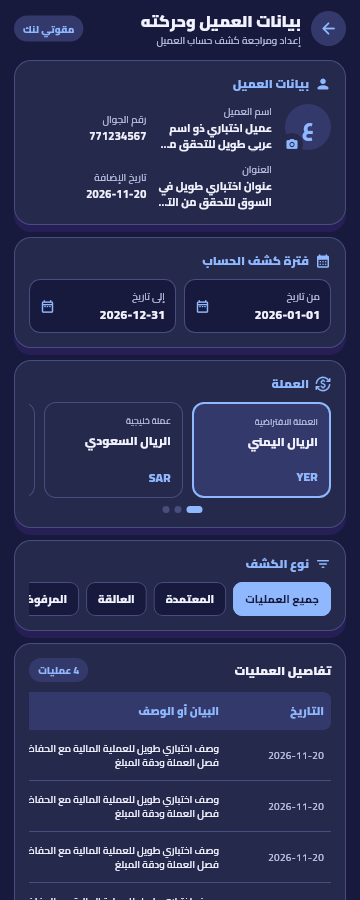 بيانات العميل وحركته
إعداد ومراجعة كشف حساب العميل
مقوتي لنك
بيانات العميل
ع
اسم العميل
عميل اختباري ذو اسم
عربي طويل للتحقق م...
رقم الجوال
771234567
العنوان
عنوان اختباري طويل في
السوق للتحقق من الت...
تاريخ الإضافة
2026-11-20
فترة كشف الحساب
من تاريخ
2026-01-01
إلى تاريخ
2026-12-31
العملة
العملة الافتراضية
الريال اليمني
YER
عملة خليجية
الريال السعودي
SAR
نوع الكشف
جميع العمليات
المعتمدة
العالقة
المرفوض
تفاصيل العمليات
4 عمليات
التاريخ
البيان أو الوصف
2026-11-20
وصف اختباري طويل للعملية المالية مع الحفاظ
فصل العملة ودقة المبلغ
2026-11-20
وصف اختباري طويل للعملية المالية مع الحفاظ
فصل العملة ودقة المبلغ
2026-11-20
وصف اختباري طويل للعملية المالية مع الحفاظ
فصل العملة ودقة المبلغ